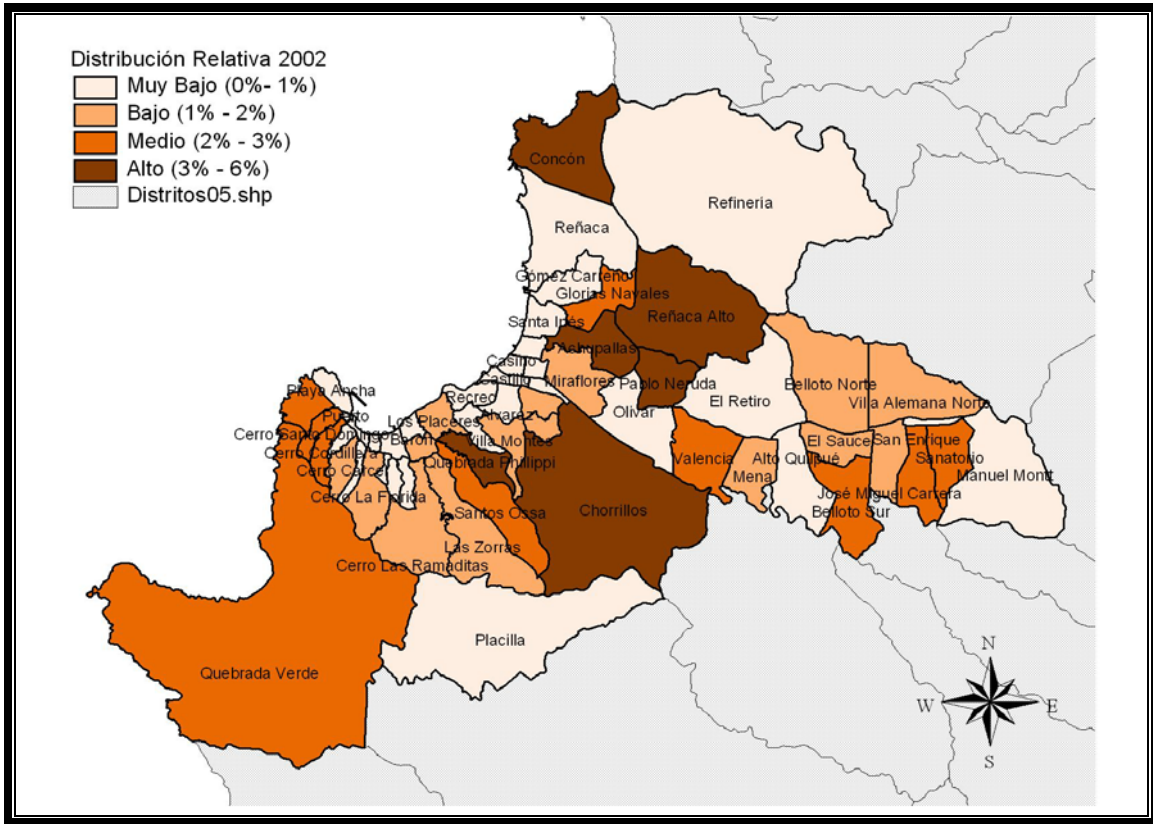 Distribución Relativa 2002
Muy Bajo (0%- 1%)
Bajo (1% - 2%)
Medio (2% - 3%)
Alto (3% - 6%)
Distritos05.shp
Concón
Refineria
Reñaca
Gómez Carreño
Glorias Navales
Santa Inés
Reñaca Alto
Achupallas
Casino
Castillo
Miraflores
Pablo Neruda
Belloto Norte
Playa Ancha
Recreo
El Retiro
Villa Alemana Norte
Puerto
Los Placeres
Alvarez
Olivar
Cerro Santo Domingo
Barón
Villa Montes
El Sauce
San Enrique
Cerro Cordillera
Cerro Carcel
Quebrada Phillippi
Valencia
Alto Quilpué
Sanatorio
Mena
Manuel Montt
Cerro La Florida
José Miguel Carrera
Santos Ossa
Chorrillos
Belloto Sur
Las Zorras
Cerro Las Ramaditas
Placilla
Quebrada Verde
N
W
E
S